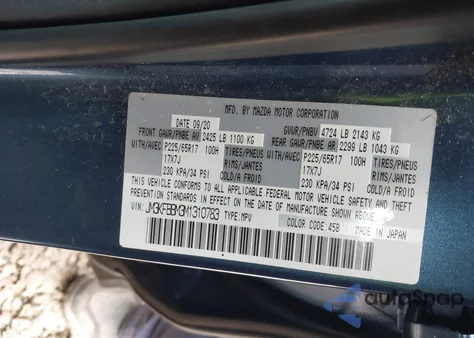 MFD. BY MAZDA MOTOR CORPORATION
DATE 09/20 GVWR/PNBV 4724 LB 2143 KG
FRONT GAWR/PNBE AV 2425 LB 1100 KG REAR GAWR/PNBE AR 2299 LB 1043 KG
WITH/AVEC P225/65R17 100H TIRES/PNEUS WITH/AVEC P225/65R17 100H TIRES/PNEUS
17X7J RIMS/JANTES 17X7J RIMS/JANTES
230 KPA/34 PSI COLD/A FROID 230 KPA/34 PSI COLD/A FROID
THIS VEHICLE CONFORMS TO ALL APPLICABLE FEDERAL MOTOR VEHICLE SAFETY AND THEFT
PREVENTION STANDARDS IN EFFECT ON THE DATE OF MANUFACTURE SHOWN ABOVE.
VIN: JM3KFBBM3M1310783 TYPE:MPV
COLOR CODE:45B MADE IN JAPAN
autoSnap